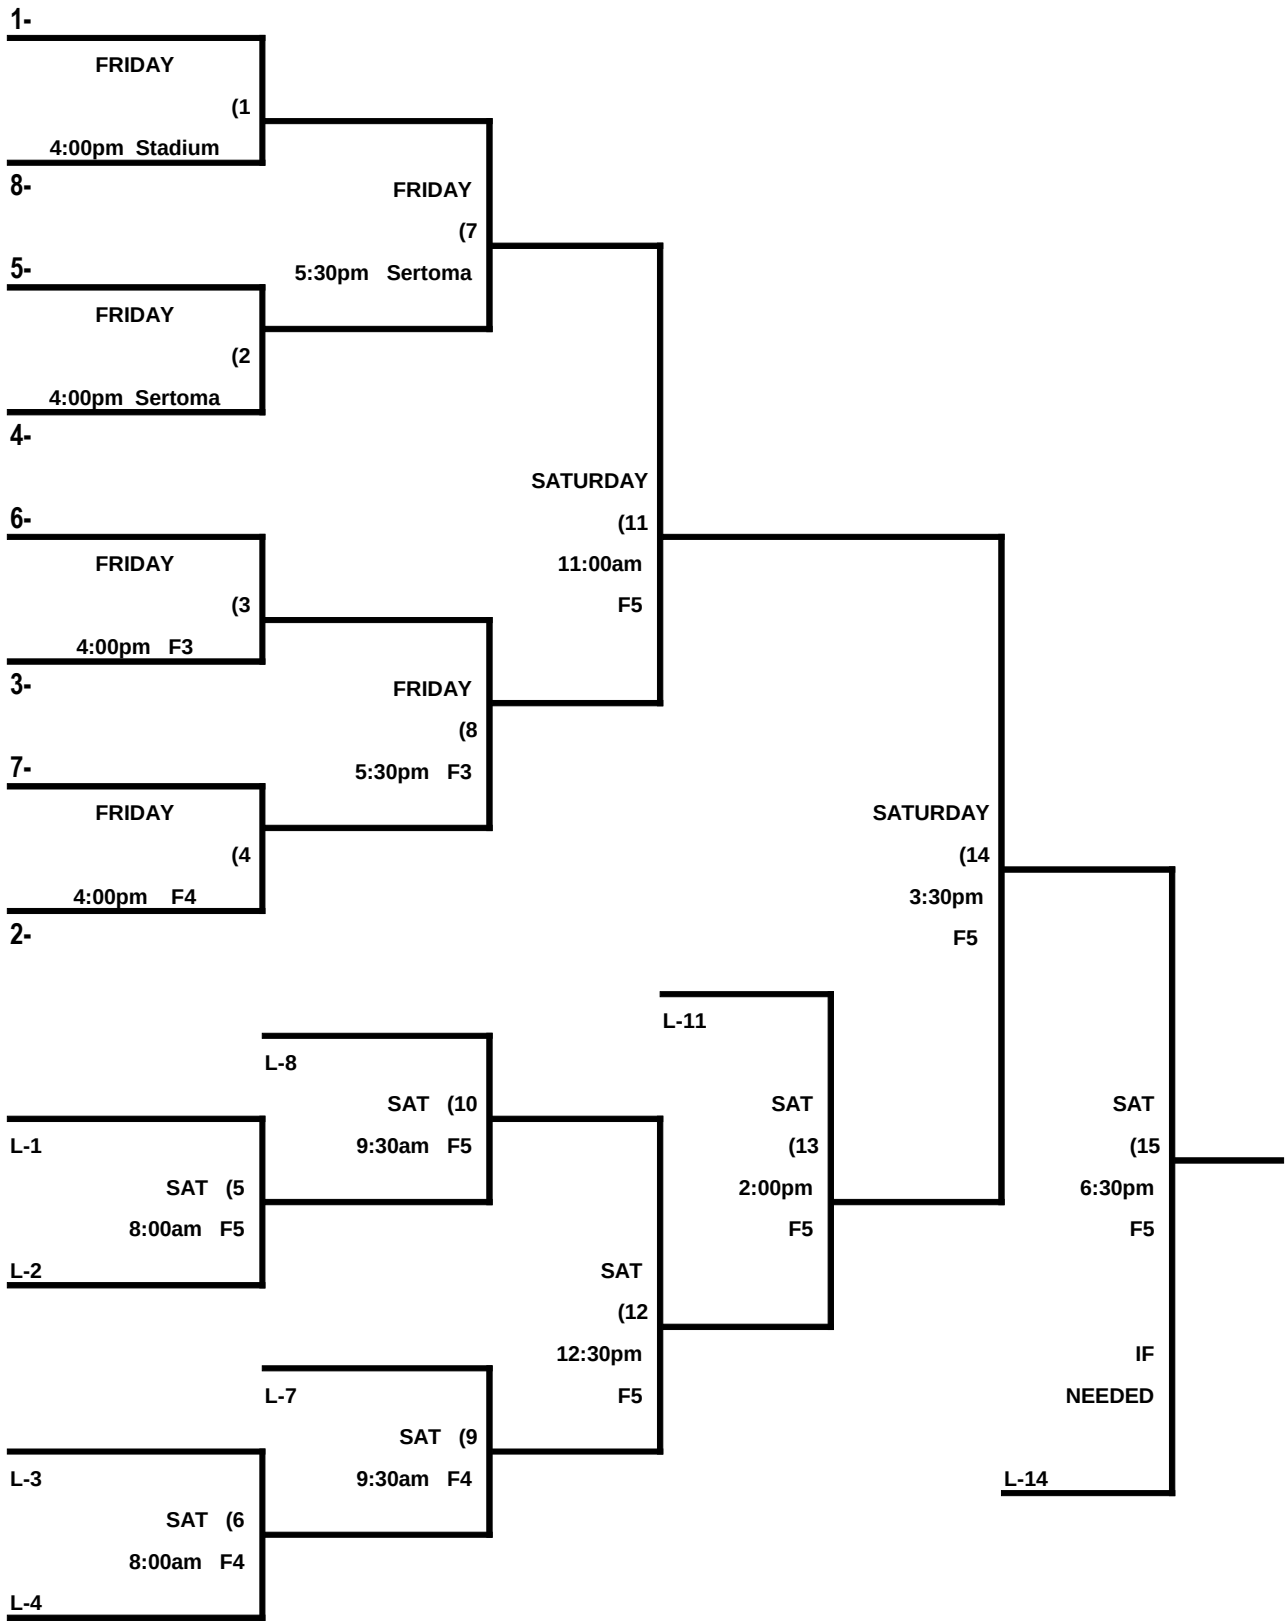 1-
FRIDAY
(1
4:00pm Stadium
8-
FRIDAY
(7
5:30pm Sertoma
5-
FRIDAY
(2
4:00pm Sertoma
4-
SATURDAY
(11
11:00am
F5
6-
FRIDAY
(3
4:00pm F3
3-
FRIDAY
(8
5:30pm F3
7-
FRIDAY
(4
4:00pm F4
2-
SATURDAY
(14
3:30pm
F5
L-11
L-8
SAT (10
9:30am F5
L-1
SAT (5
8:00am F5
L-2
SAT
(13
2:00pm
F5
SAT
(15
6:30pm
F5
IF
NEEDED
L-14
SAT
(12
12:30pm
F5
L-7
SAT (9
9:30am F4
L-3
SAT (6
8:00am F4
L-4